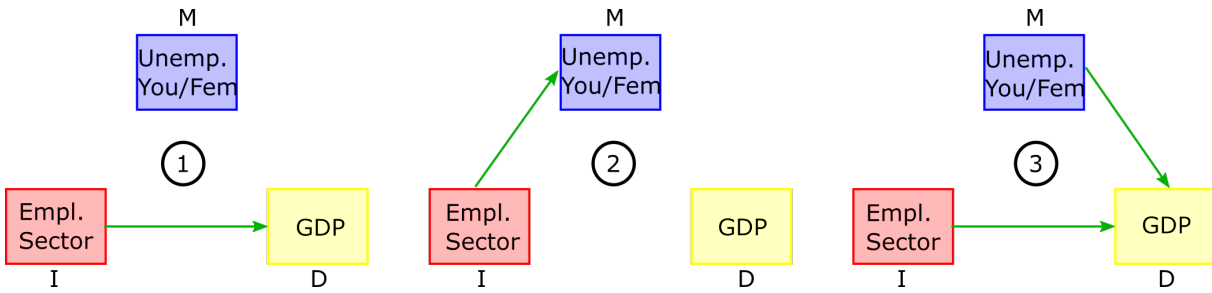 M
Unemp.
You/Fem
1
Empl.
Sector
GDP
I
D
M
Unemp.
You/Fem
2
Empl.
Sector
GDP
I
D
M
Unemp.
You/Fem
3
Empl.
Sector
GDP
I
D